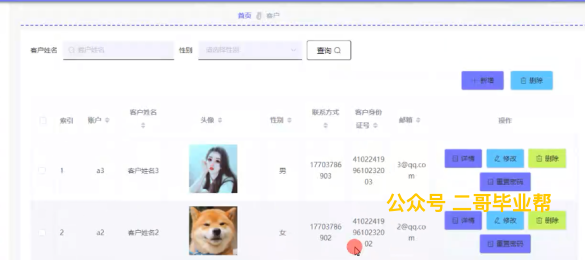 首页 客户
客户姓名 客户姓名 性别 请选择性别 查询
+ 新增 删除
索引 账户 客户姓名 头像 性别 联系方式 客户身份证号 邮箱 操作
1 a3 客户姓名3 男 17703786903 410224199610232003 3@qq.com 详情 修改 删除
重置密码
公众号 二哥毕业帮
2 a2 客户姓名2 女 17703786902 410224199610232002 2@qq.com 详情 修改 删除
重置密码